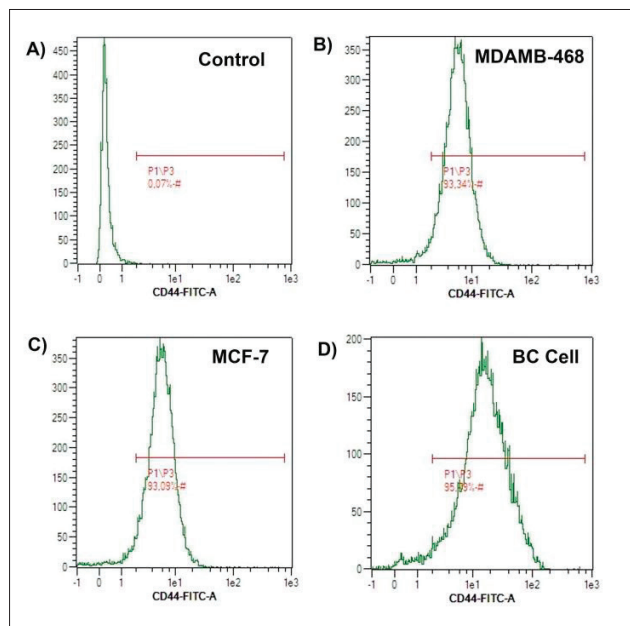 A)
Control
450
400
350
300
250
200
150
100
50
0
P1\P3
0,07%-#
-1 0 1 1e1 1e2 1e3
CD44-FITC-A
B)
MDAMB-468
350
300
250
200
150
100
50
0
P1\P3
93,34%-#
-1 0 1 1e1 1e2 1e3
CD44-FITC-A
C)
MCF-7
350
300
250
200
150
100
50
0
P1\P3
93,09%-#
-1 0 1 1e1 1e2 1e3
CD44-FITC-A
D)
BC Cell
200
150
100
50
0
P1\P3
-1 0 1 1e1 1e2 1e3
CD44-FITC-A